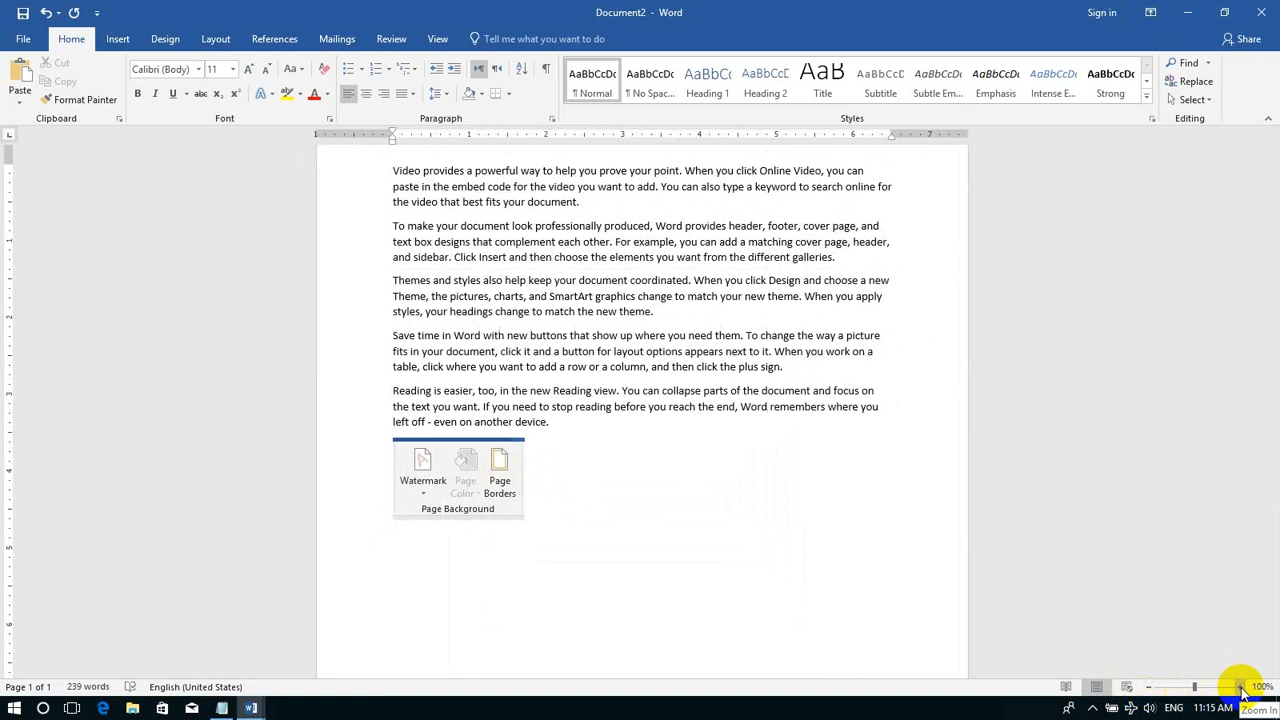 Document2 - Word
Sign in
File Home Insert Design Layout References Mailings Review View Tell me what you want to do Share
Paste
Cut
Copy
Format Painter
Calibri (Body) 11
AaBbCcDc AaBbCcDc AaBbCc AaBbCcD AaB AaBbCcD AaBbCcDc AaBbCcDc AaBbCcDc AaBbCcDc
¶ Normal ¶ No Spac... Heading 1 Heading 2 Title Subtitle Subtle Em... Emphasis Intense E... Strong
Find
Replace
Select
Clipboard Font Paragraph Styles Editing
1 1 2 3 4 5 6 7
Video provides a powerful way to help you prove your point. When you click Online Video, you can
paste in the embed code for the video you want to add. You can also type a keyword to search online for
the video that best fits your document.
To make your document look professionally produced, Word provides header, footer, cover page, and
text box designs that complement each other. For example, you can add a matching cover page, header,
and sidebar. Click Insert and then choose the elements you want from the different galleries.
Themes and styles also help keep your document coordinated. When you click Design and choose a new
Theme, the pictures, charts, and SmartArt graphics change to match your new theme. When you apply
styles, your headings change to match the new theme.
Save time in Word with new buttons that show up where you need them. To change the way a picture
fits in your document, click it and a button for layout options appears next to it. When you work on a
table, click where you want to add a row or a column, and then click the plus sign.
Reading is easier, too, in the new Reading view. You can collapse parts of the document and focus on
the text you want. If you need to stop reading before you reach the end, Word remembers where you
left off - even on another device.
Watermark
Page Color
Page Borders
Page Background
Page 1 of 1 239 words English (United States) 100%
ENG 11:15 AM
Zoom In